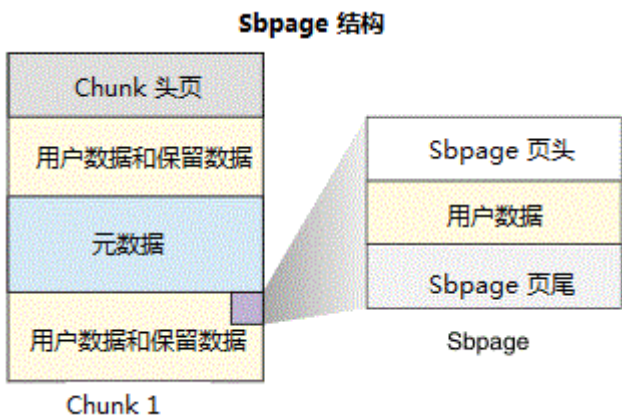 Sbpage 结构
Chunk 头页
用户数据和保留数据
元数据
用户数据和保留数据
Chunk 1
Sbpage 页头
用户数据
Sbpage 页尾
Sbpage